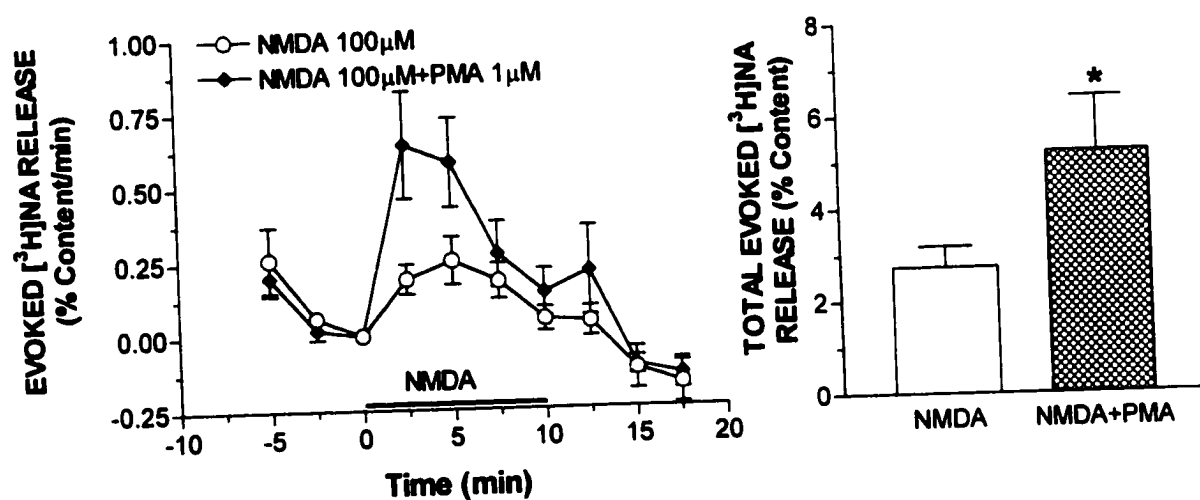 EVOKED [³H]NA RELEASE
(% Content/min)
1.00
0.75
0.50
0.25
0.00
-0.25
NMDA 100μM
NMDA 100μM+PMA 1μM
NMDA
-10
-5
0
5
10
15
20
Time (min)
TOTAL EVOKED [³H]NA
RELEASE (% Content)
8
6
4
2
0
*
NMDA
NMDA+PMA